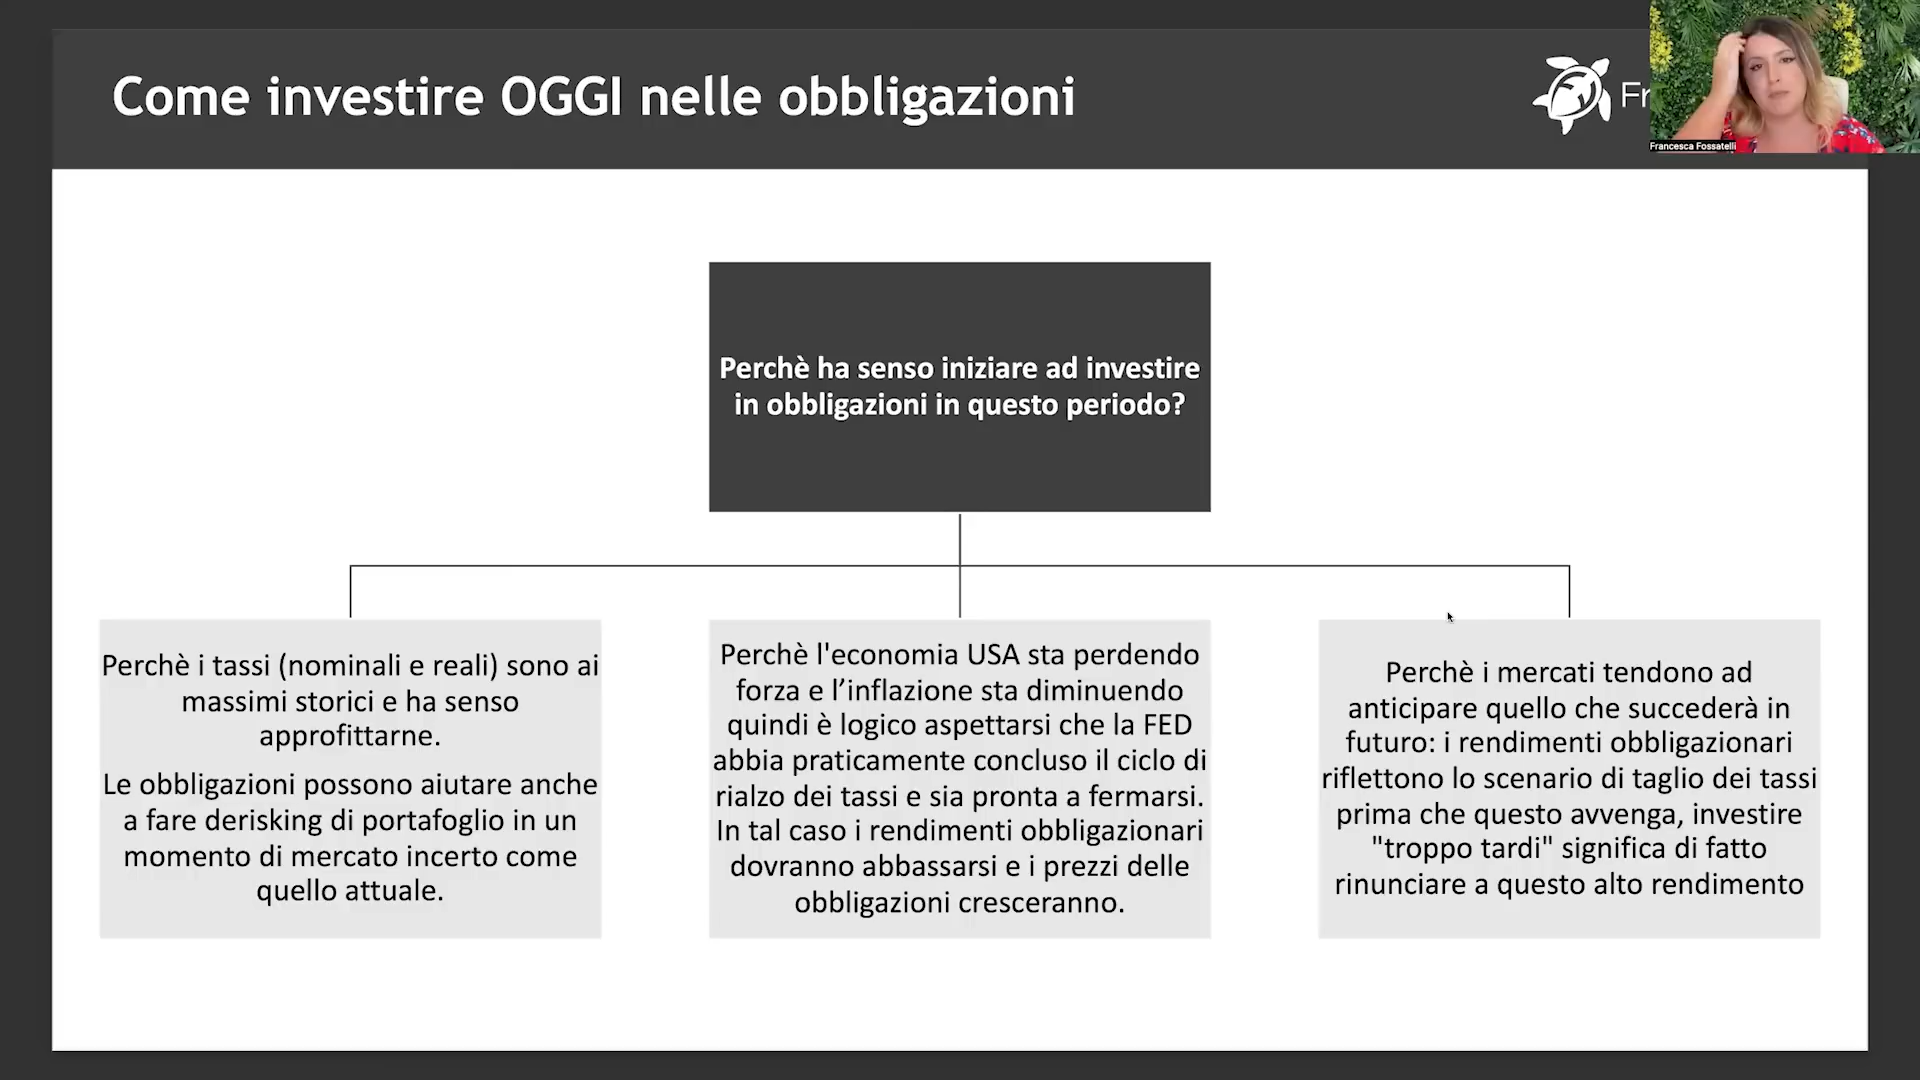 Come investire OGGI nelle obbligazioni
Fr
Francesca Fossatelli
Perchè ha senso iniziare ad investire
in obbligazioni in questo periodo?
Perchè i tassi (nominali e reali) sono ai
massimi storici e ha senso
approfittarne.
Le obbligazioni possono aiutare anche
a fare derisking di portafoglio in un
momento di mercato incerto come
quello attuale.
Perchè l'economia USA sta perdendo
forza e l’inflazione sta diminuendo
quindi è logico aspettarsi che la FED
abbia praticamente concluso il ciclo di
rialzo dei tassi e sia pronta a fermarsi.
In tal caso i rendimenti obbligazionari
dovranno abbassarsi e i prezzi delle
obbligazioni cresceranno.
Perchè i mercati tendono ad
anticipare quello che succederà in
futuro: i rendimenti obbligazionari
riflettono lo scenario di taglio dei tassi
prima che questo avvenga, investire
"troppo tardi" significa di fatto
rinunciare a questo alto rendimento